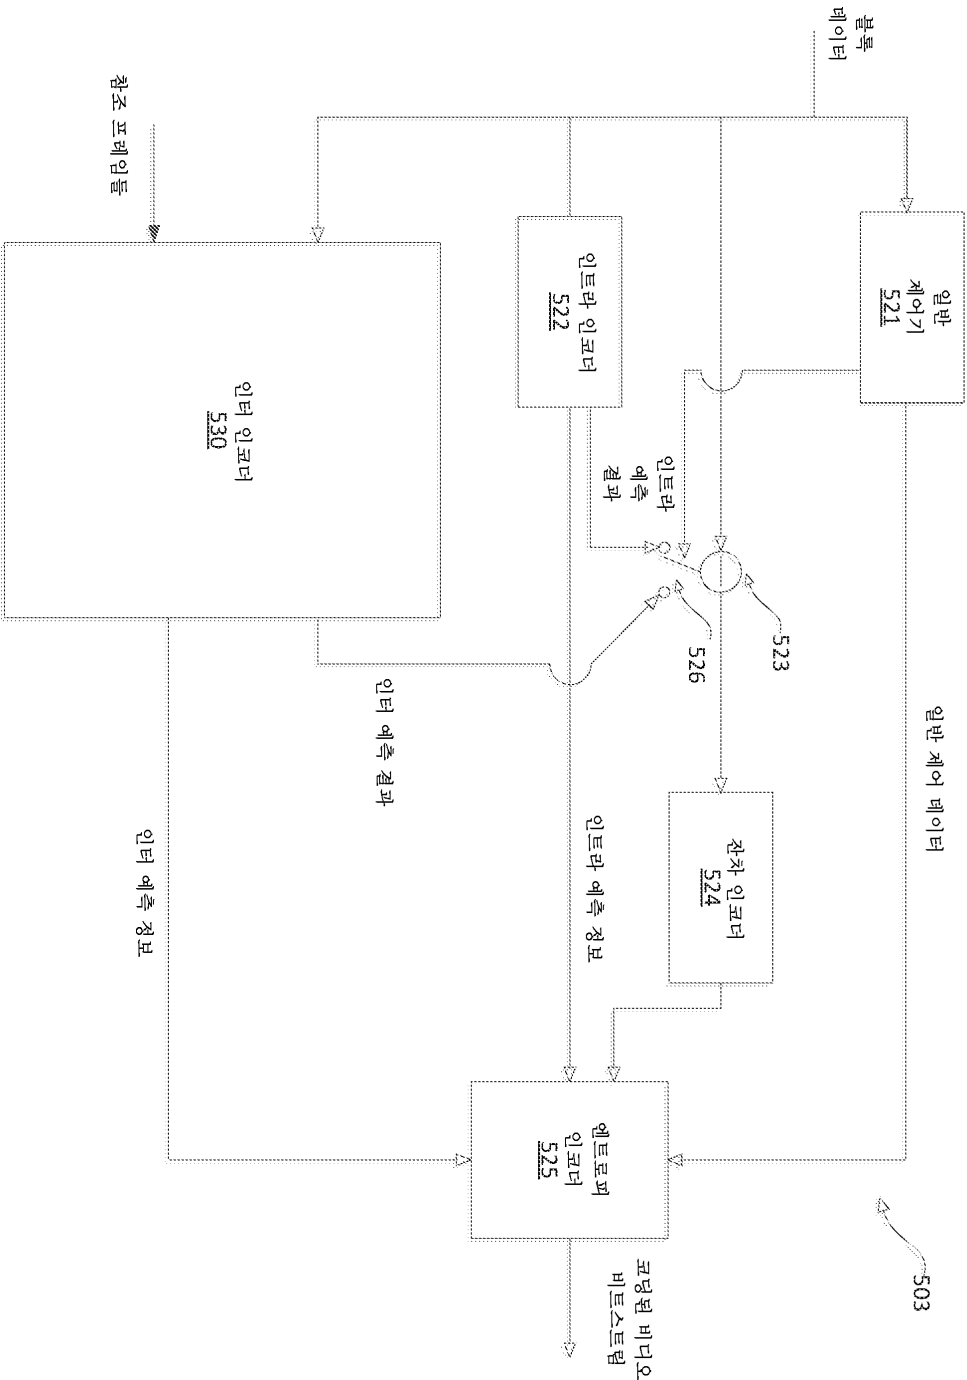 블록
데이터
일반
제어기
521
일반 제어 데이터
503
523
526
잔차 인코더
524
인트라
예측
결과
인트라 인코더
522
인트라 예측 정보
엔트로피
인코더
525
코딩된 비디오
비트스트림
인터 예측 결과
인터 인코더
530
인터 예측 정보
참조 프레임들